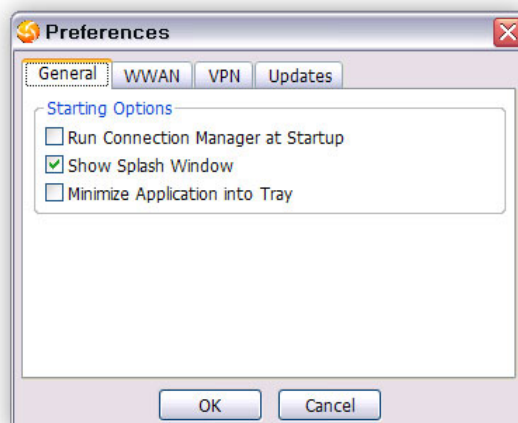 Preferences
General WWAN VPN Updates
Starting Options
Run Connection Manager at Startup
Show Splash Window
Minimize Application into Tray
OK Cancel